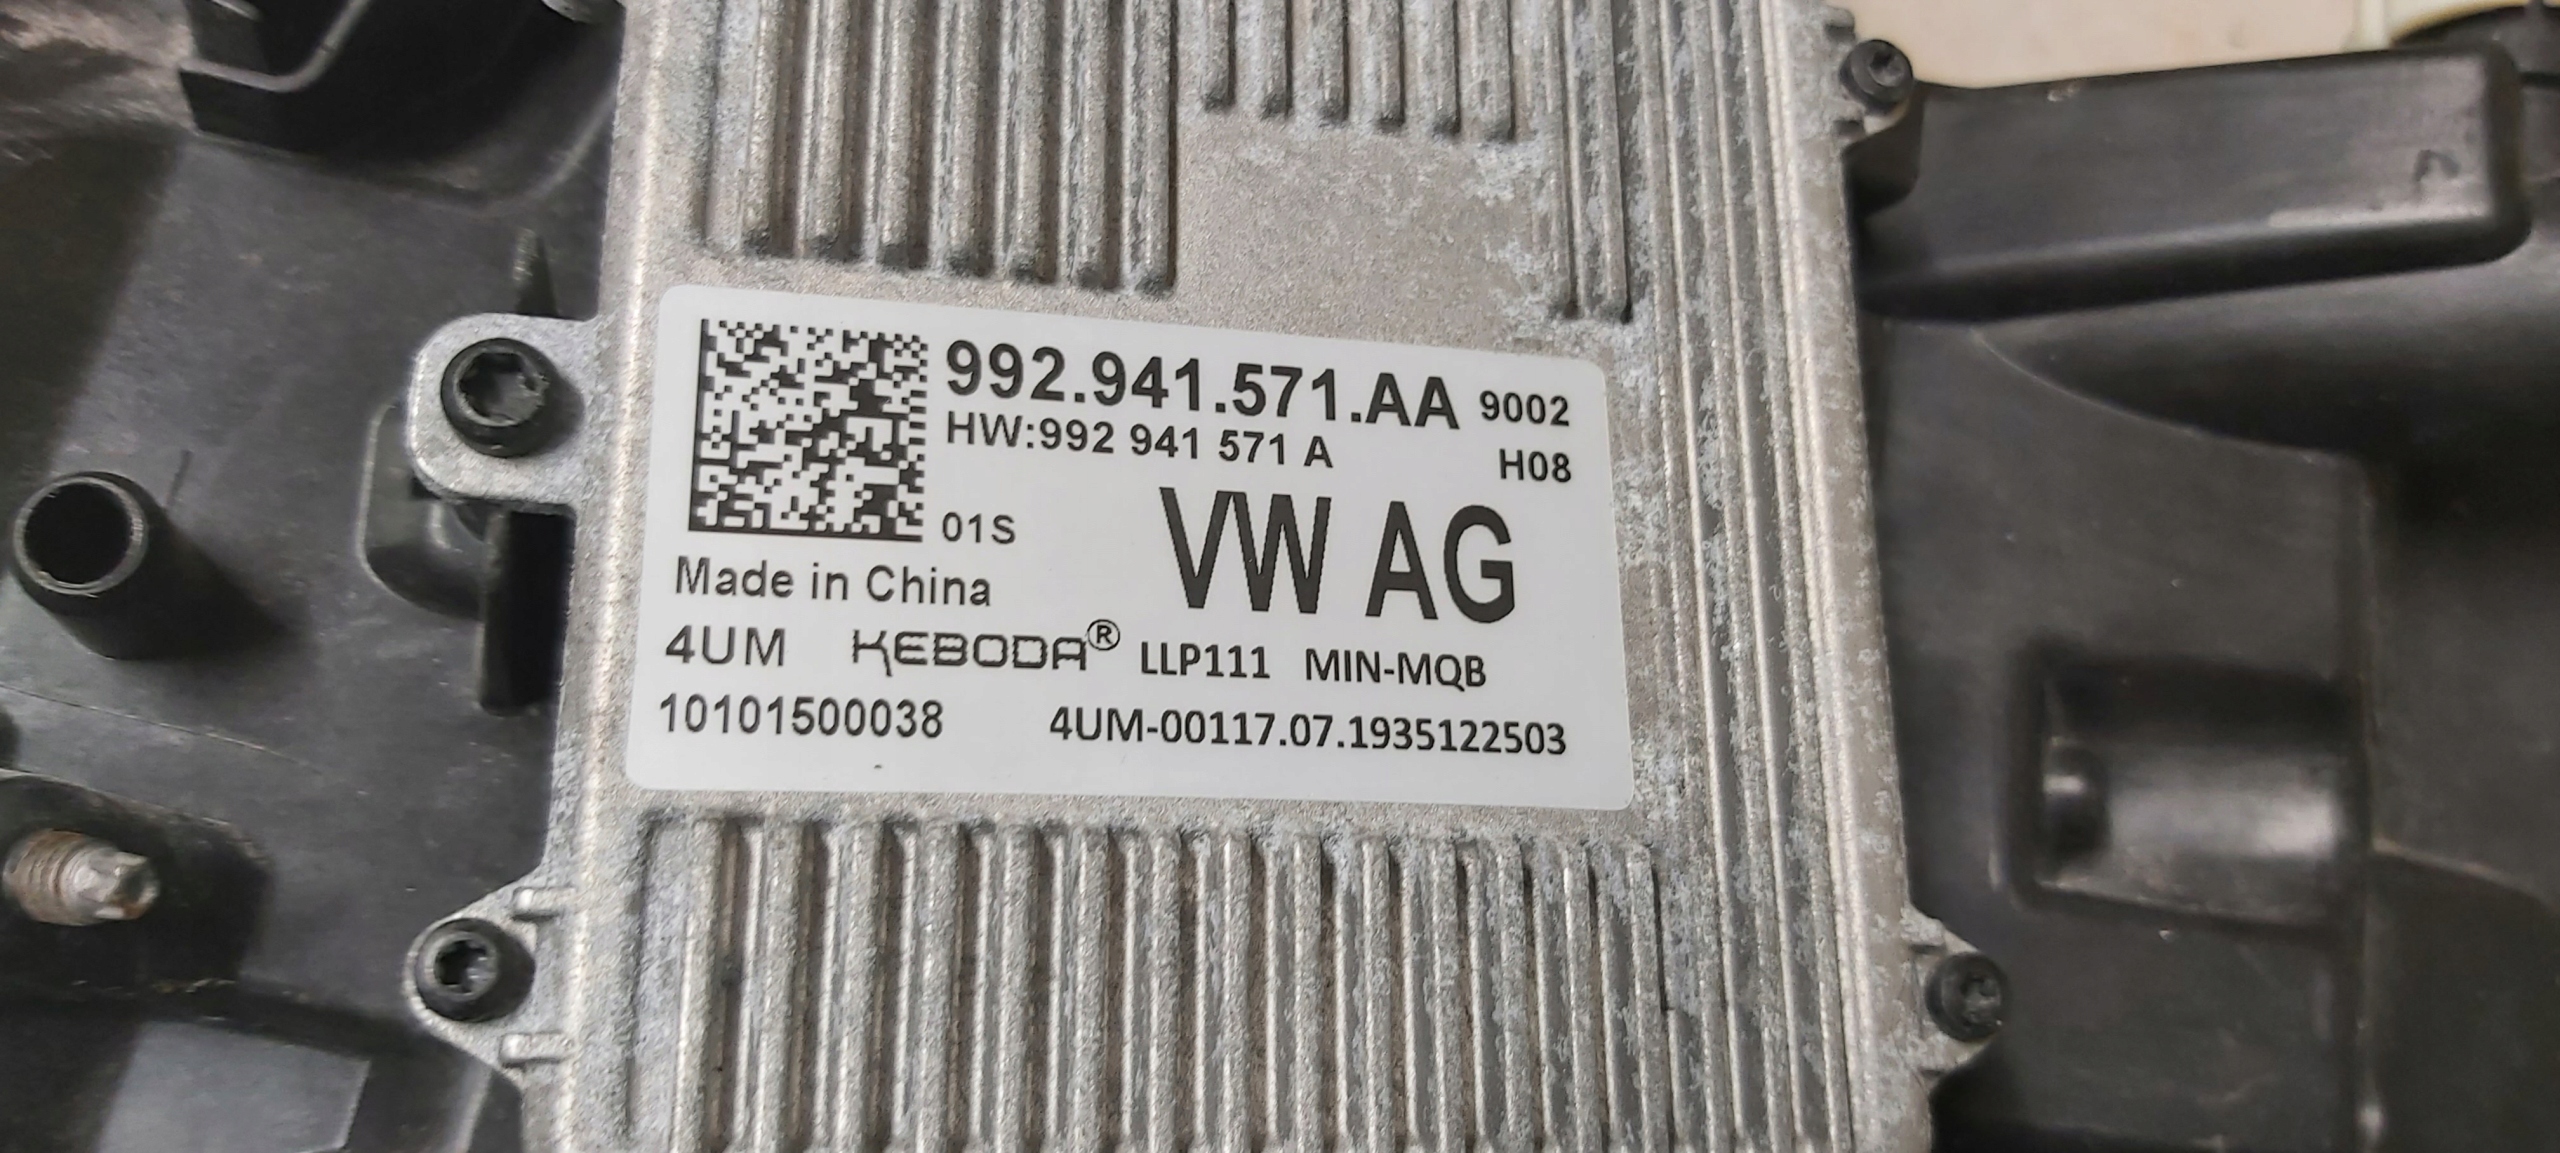 992.941.571.AA 9002
HW:992 941 571 A H08
01S VW AG
Made in China
4UM KEBODA® LLP111 MIN-MQB
10101500038 4UM-00117.07.1935122503